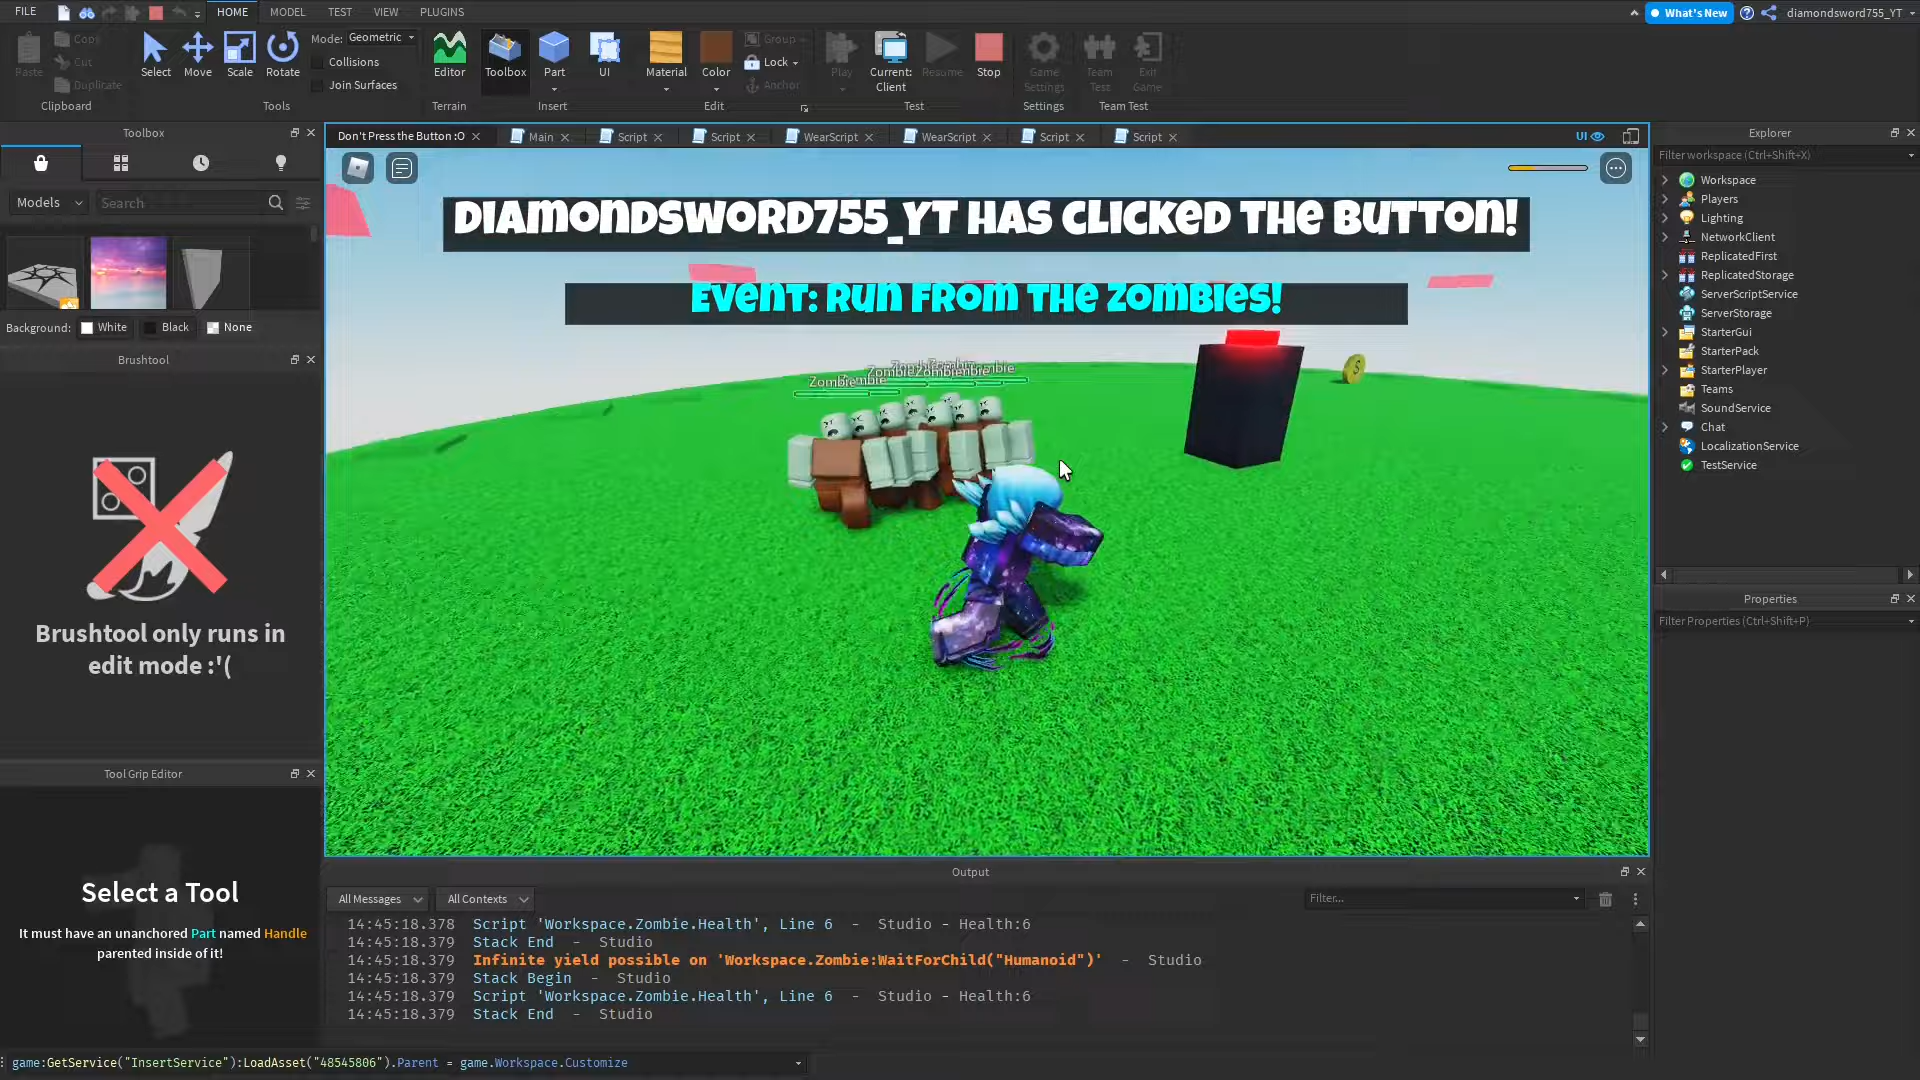 FILE
HOME
MODEL
TEST
VIEW
PLUGINS
What's New
diamondsword755_YT
Paste
Copy
Cut
Duplicate
Clipboard
Select
Move
Scale
Rotate
Mode: Geometric
Collisions
Join Surfaces
Tools
Editor
Terrain
Toolbox
Part
UI
Insert
Material
Color
Group
Lock
Anchor
Edit
Play
Current:
Client
Resume
Stop
Test
Game
Settings
Settings
Team
Test
Exit
Game
Team Test
Toolbox
Models
Search
Background: White Black None
Brushtool
Brushtool only runs in
edit mode :'(
Tool Grip Editor
Select a Tool
It must have an unanchored Part named Handle
parented inside of it!
Don't Press the Button :O
Main
Script
Script
WearScript
WearScript
Script
Script
UI
DIAMONDSWORD755_YT HAS CLICKED THE BUTTON!
EVENT: RUN FROM THE ZOMBIES!
Zombie
Zombie
$
Explorer
Filter workspace (Ctrl+Shift+X)
Workspace
Players
Lighting
NetworkClient
ReplicatedFirst
ReplicatedStorage
ServerScriptService
ServerStorage
StarterGui
StarterPack
StarterPlayer
Teams
SoundService
Chat
LocalizationService
TestService
Properties
Filter Properties (Ctrl+Shift+P)
Output
All Messages
All Contexts
Filter...
14:45:18.378 Script 'Workspace.Zombie.Health', Line 6 - Studio - Health:6
14:45:18.379 Stack End - Studio
14:45:18.379 Infinite yield possible on 'Workspace.Zombie:WaitForChild("Humanoid")' - Studio
14:45:18.379 Stack Begin - Studio
14:45:18.379 Script 'Workspace.Zombie.Health', Line 6 - Studio - Health:6
14:45:18.379 Stack End - Studio
game:GetService("InsertService"):LoadAsset("48545806").Parent = game.Workspace.Customize